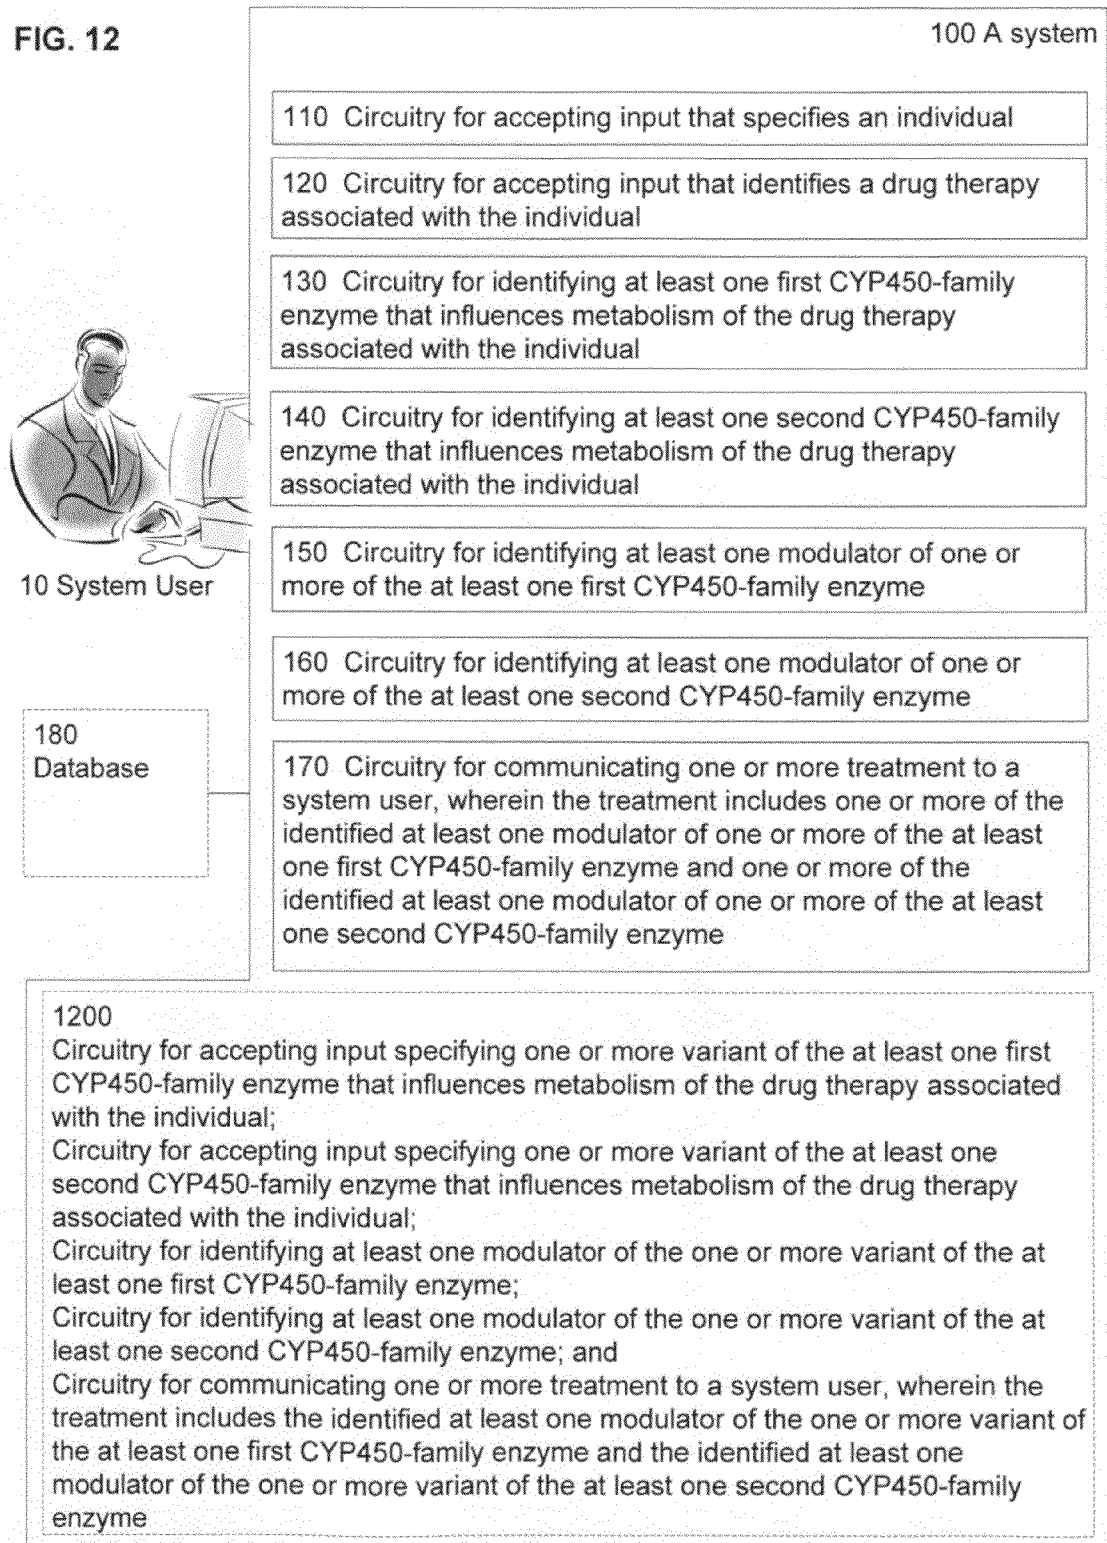 FIG. 12
100 A system
110 Circuitry for accepting input that specifies an individual
120 Circuitry for accepting input that identifies a drug therapy
associated with the individual
130 Circuitry for identifying at least one first CYP450-family
enzyme that influences metabolism of the drug therapy
associated with the individual
140 Circuitry for identifying at least one second CYP450-family
enzyme that influences metabolism of the drug therapy
associated with the individual
10 System User
150 Circuitry for identifying at least one modulator of one or
more of the at least one first CYP450-family enzyme
160 Circuitry for identifying at least one modulator of one or
more of the at least one second CYP450-family enzyme
180
Database
170 Circuitry for communicating one or more treatment to a
system user, wherein the treatment includes one or more of the
identified at least one modulator of one or more of the at least
one first CYP450-family enzyme and one or more of the
identified at least one modulator of one or more of the at least
one second CYP450-family enzyme
1200
Circuitry for accepting input specifying one or more variant of the at least one first
CYP450-family enzyme that influences metabolism of the drug therapy associated
with the individual;
Circuitry for accepting input specifying one or more variant of the at least one
second CYP450-family enzyme that influences metabolism of the drug therapy
associated with the individual;
Circuitry for identifying at least one modulator of the one or more variant of the at
least one first CYP450-family enzyme;
Circuitry for identifying at least one modulator of the one or more variant of the at
least one second CYP450-family enzyme; and
Circuitry for communicating one or more treatment to a system user, wherein the
treatment includes the identified at least one modulator of the one or more variant of
the at least one first CYP450-family enzyme and the identified at least one
modulator of the one or more variant of the at least one second CYP450-family
enzyme